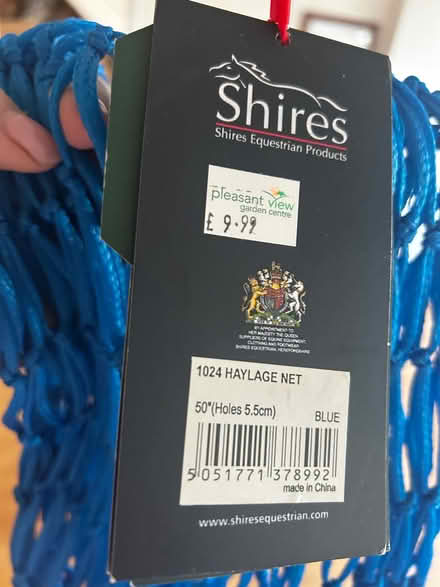 Shires
Shires Equestrian Products
pleasant view
garden centre
£ 9.99
BY APPOINTMENT TO
HER MAJESTY THE QUEEN
SUPPLIERS OF EQUINE EQUIPMENT,
CLOTHING AND FOOTWEAR
SHIRES EQUESTRIAN, HEREFORDSHIRE
1024 HAYLAGE NET
50"(Holes 5.5cm) BLUE
5 051771 378992
made in China
www.shiresequestrian.com